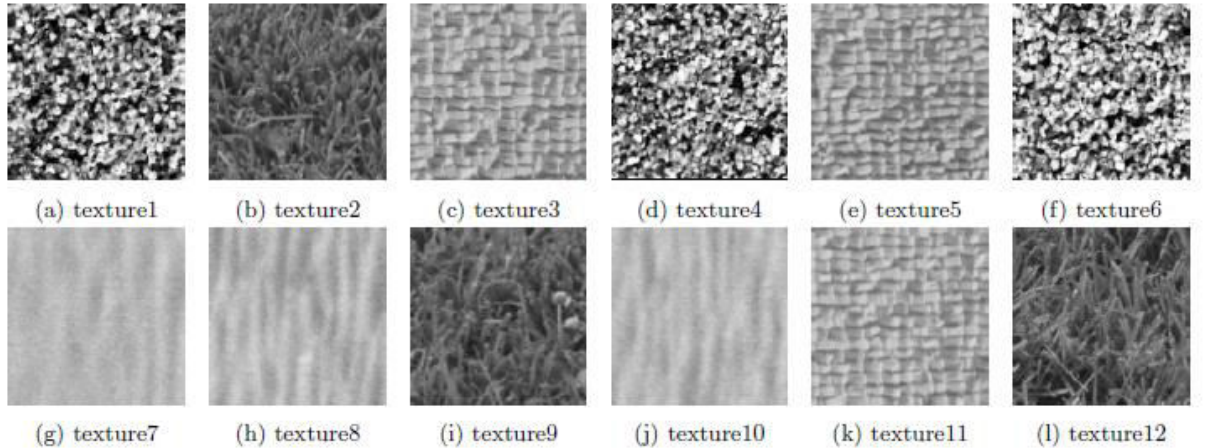 (a) texture1 (b) texture2 (c) texture3 (d) texture4 (e) texture5 (f) texture6
(g) texture7 (h) texture8 (i) texture9 (j) texture10 (k) texture11 (l) texture12